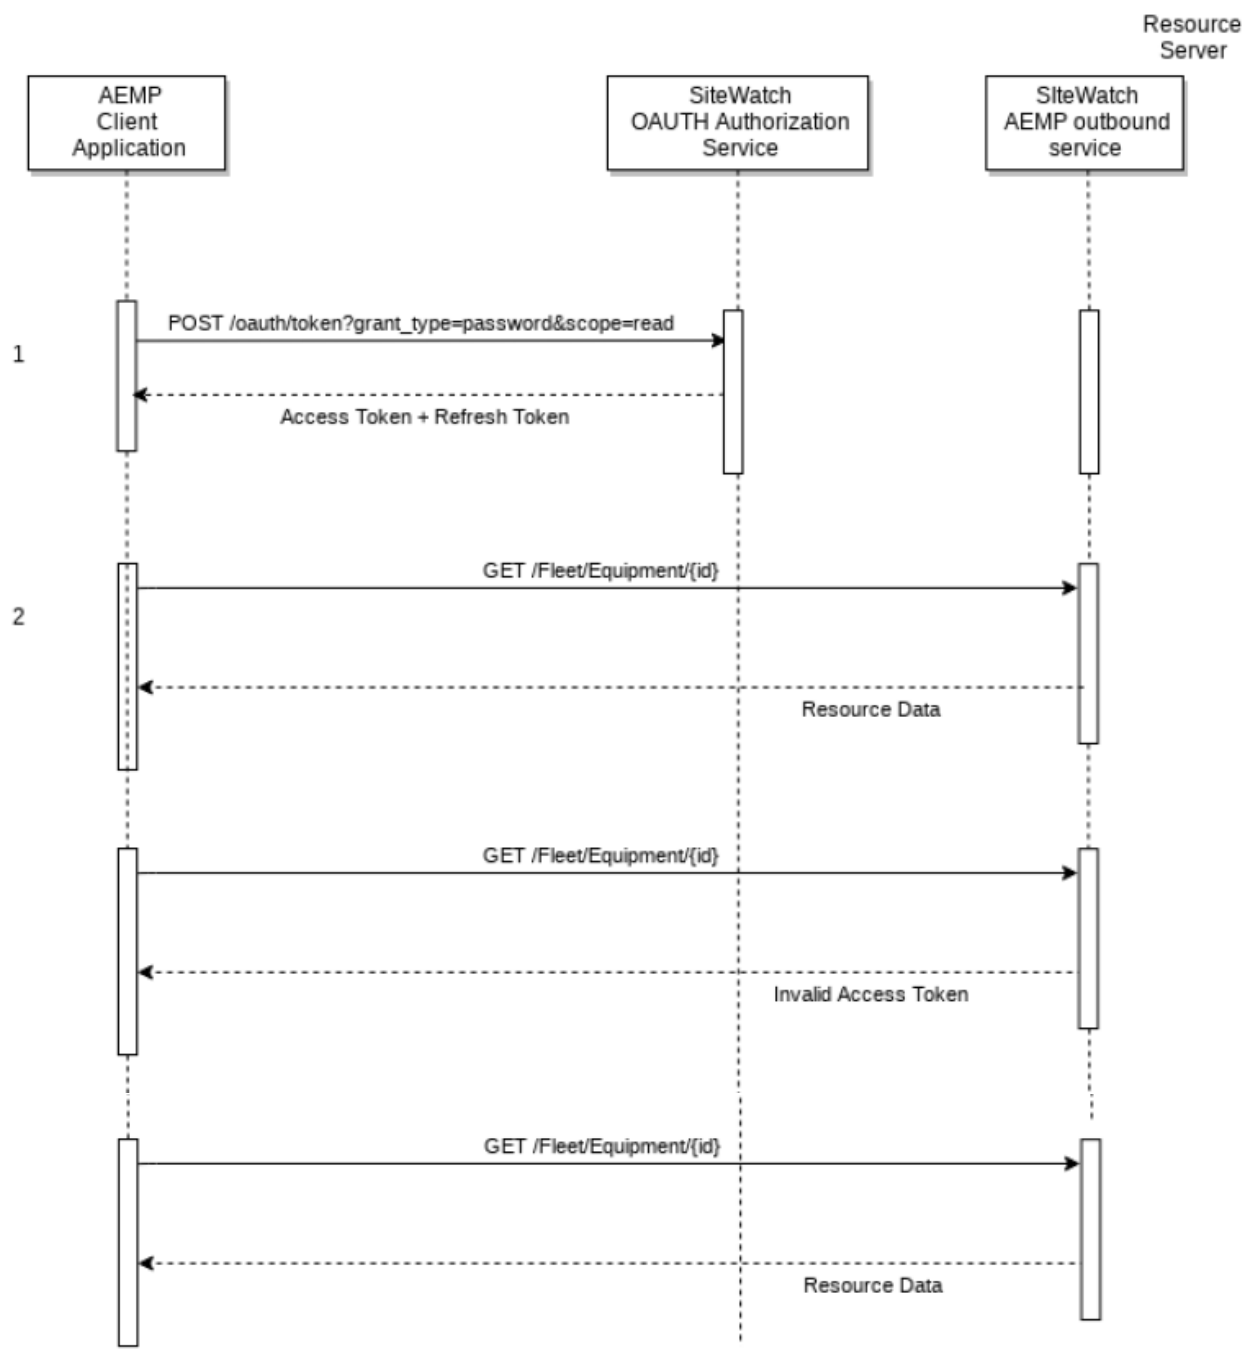 Resource
Server
AEMP
Client
Application
SiteWatch
OAUTH Authorization
Service
SIteWatch
AEMP outbound
service
POST /oauth/token?grant_type=password&scope=read
1
Access Token + Refresh Token
GET /Fleet/Equipment/{id}
2
Resource Data
GET /Fleet/Equipment/{id}
Invalid Access Token
GET /Fleet/Equipment/{id}
Resource Data